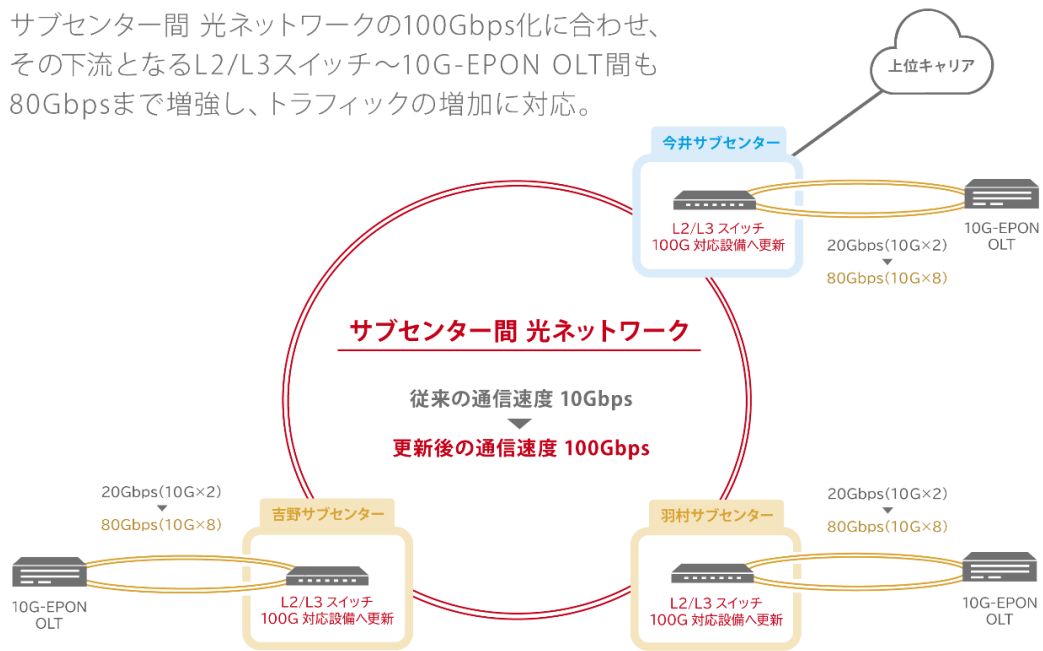 サブセンター間 光ネットワークの100Gbps化に合わせ、
その下流となるL2/L3スイッチ～10G-EPON OLT間も
80Gbpsまで増強し、トラフィックの増加に対応。
上位キャリア
今井サブセンター
L2/L3 スイッチ
100G 対応設備へ更新
10G-EPON
OLT
20Gbps(10G×2)
80Gbps(10G×8)
サブセンター間 光ネットワーク
従来の通信速度 10Gbps
更新後の通信速度 100Gbps
20Gbps(10G×2)
80Gbps(10G×8)
吉野サブセンター
L2/L3 スイッチ
100G 対応設備へ更新
10G-EPON
OLT
羽村サブセンター
L2/L3 スイッチ
100G 対応設備へ更新
20Gbps(10G×2)
80Gbps(10G×8)
10G-EPON
OLT